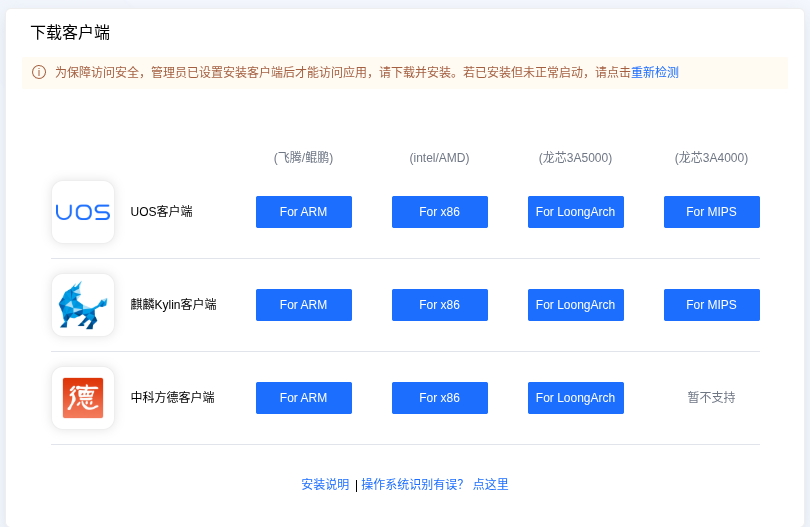 下载客户端
为保障访问安全，管理员已设置安装客户端后才能访问应用，请下载并安装。若已安装但未正常启动，请点击重新检测
(飞腾/鲲鹏) (intel/AMD) (龙芯3A5000) (龙芯3A4000)
UOS UOS客户端 For ARM For x86 For LoongArch For MIPS
麒麟Kylin客户端 For ARM For x86 For LoongArch For MIPS
德 中科方德客户端 For ARM For x86 For LoongArch 暂不支持
安装说明 | 操作系统识别有误？ 点这里